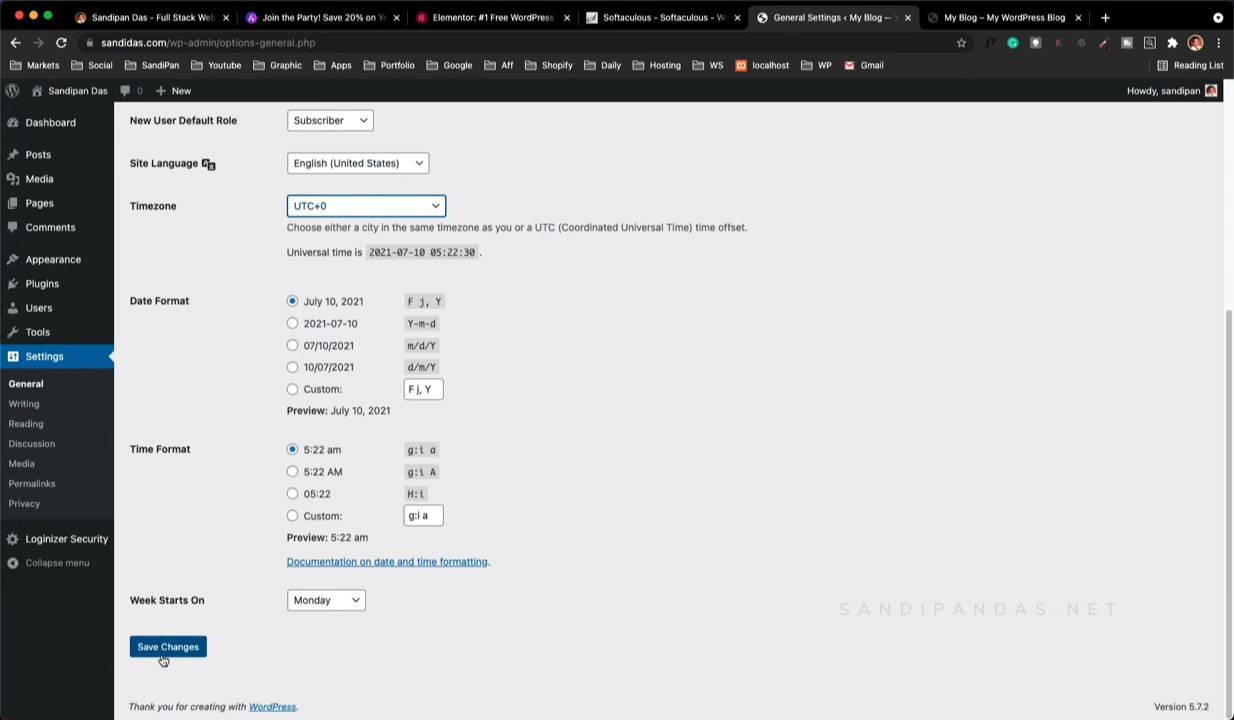 Sandipan Das - Full Stack Web
Join the Party! Save 20% on Yo
Elementor: #1 Free WordPress
Softaculous - Softaculous - W
General Settings ‹ My Blog —
My Blog – My WordPress Blog
sandidas.com/wp-admin/options-general.php
Markets Social SandiPan Youtube Graphic Apps Portfolio Google Aff Shopify Daily Hosting WS localhost WP Gmail Reading List
Sandipan Das 0 New Howdy, sandipan
Dashboard
Posts
Media
Pages
Comments
Appearance
Plugins
Users
Tools
Settings
General
Writing
Reading
Discussion
Media
Permalinks
Privacy
Loginizer Security
Collapse menu
New User Default Role Subscriber
Site Language English (United States)
Timezone UTC+0
Choose either a city in the same timezone as you or a UTC (Coordinated Universal Time) time offset.
Universal time is 2021-07-10 05:22:30 .
Date Format July 10, 2021 F j, Y
2021-07-10 Y-m-d
07/10/2021 m/d/Y
10/07/2021 d/m/Y
Custom: F j, Y
Preview: July 10, 2021
Time Format 5:22 am g:i a
5:22 AM g:i A
05:22 H:i
Custom: g:i a
Preview: 5:22 am
Documentation on date and time formatting.
Week Starts On Monday
SANDIPANDAS.NET
Save Changes
Thank you for creating with WordPress. Version 5.7.2